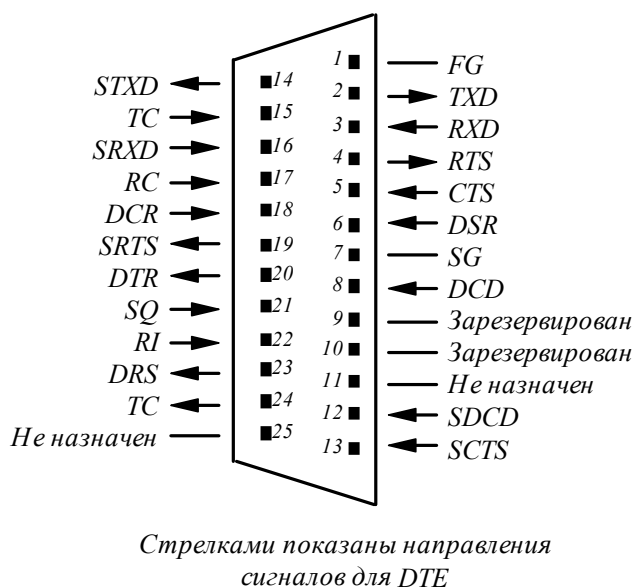 1 FG
STXD 14
2 TXD
TC 15
3 RXD
SRXD 16
4 RTS
RC 17
5 CTS
DCR 18
6 DSR
SRTS 19
7 SG
DTR 20
8 DCD
SQ 21
9 Зарезервирован
RI 22
10 Зарезервирован
DRS 23
11 Не назначен
TC 24
12 SDCD
Не назначен 25
13 SCTS
Стрелками показаны направления
сигналов для DTE